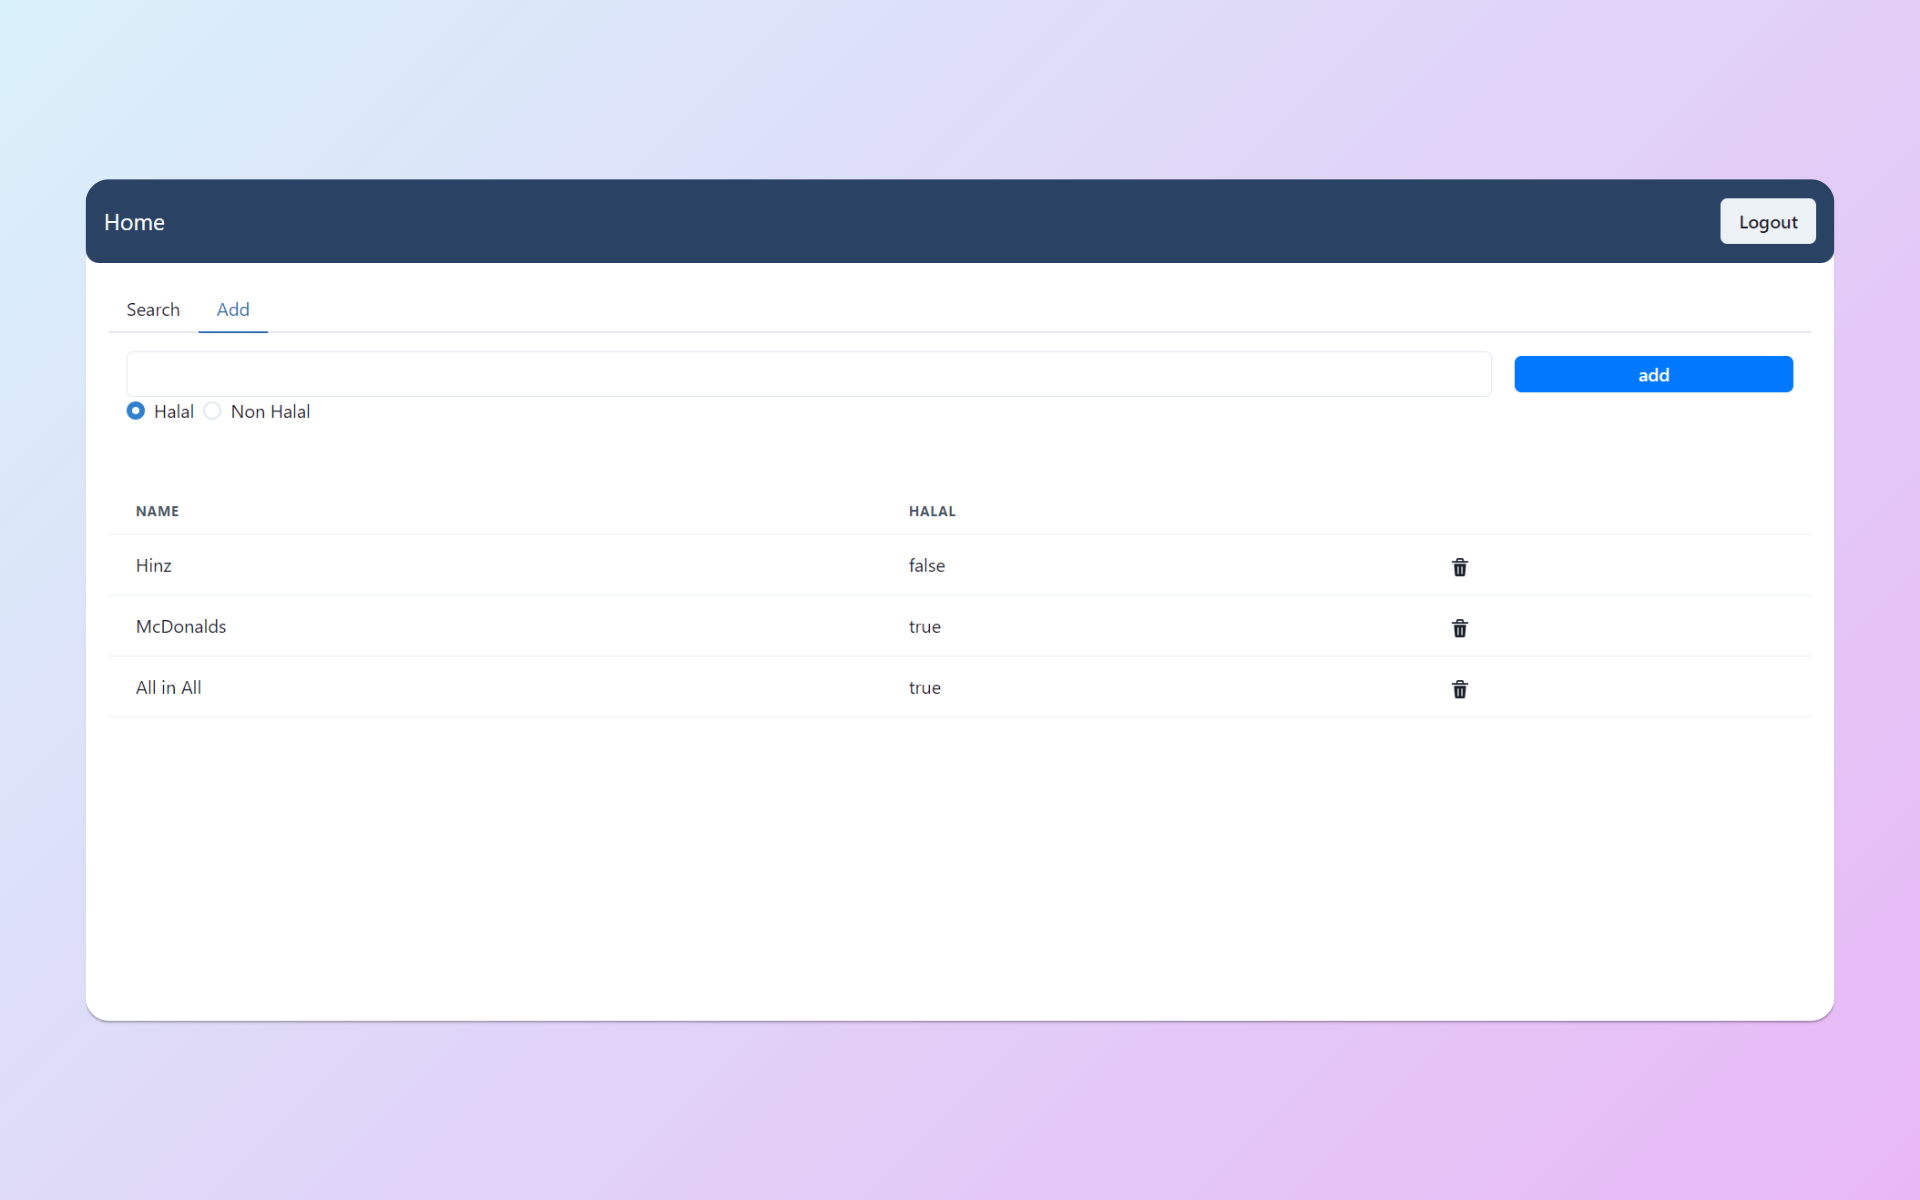 Home
Logout
Search Add
add
Halal Non Halal
NAME HALAL
Hinz false
McDonalds true
All in All true